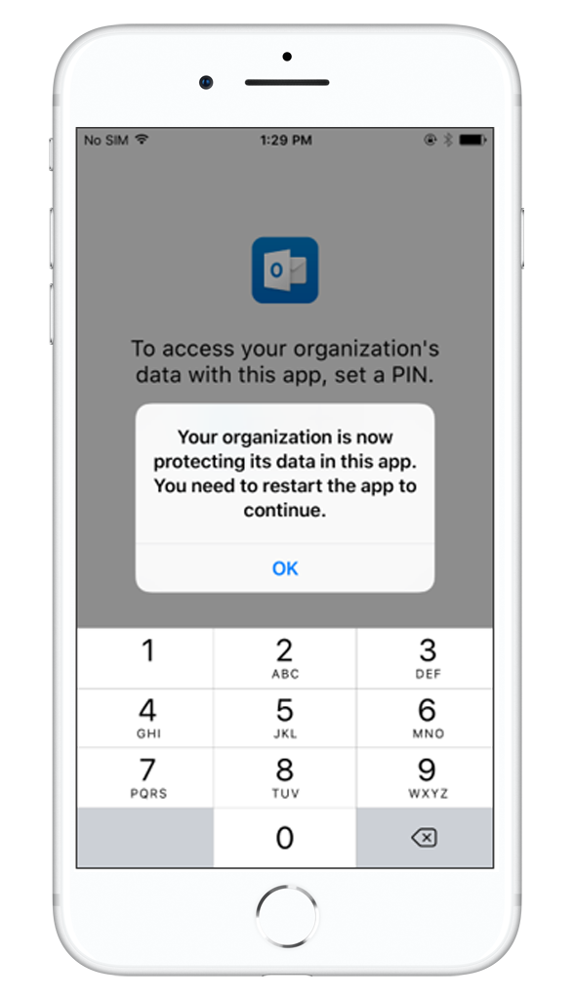 No SIM 1:29 PM
O
To access your organization's
data with this app, set a PIN.
Your organization is now
protecting its data in this app.
You need to restart the app to
continue.
OK
1 2 3
ABC DEF
4 5 6
GHI JKL MNO
7 8 9
PQRS TUV WXYZ
0